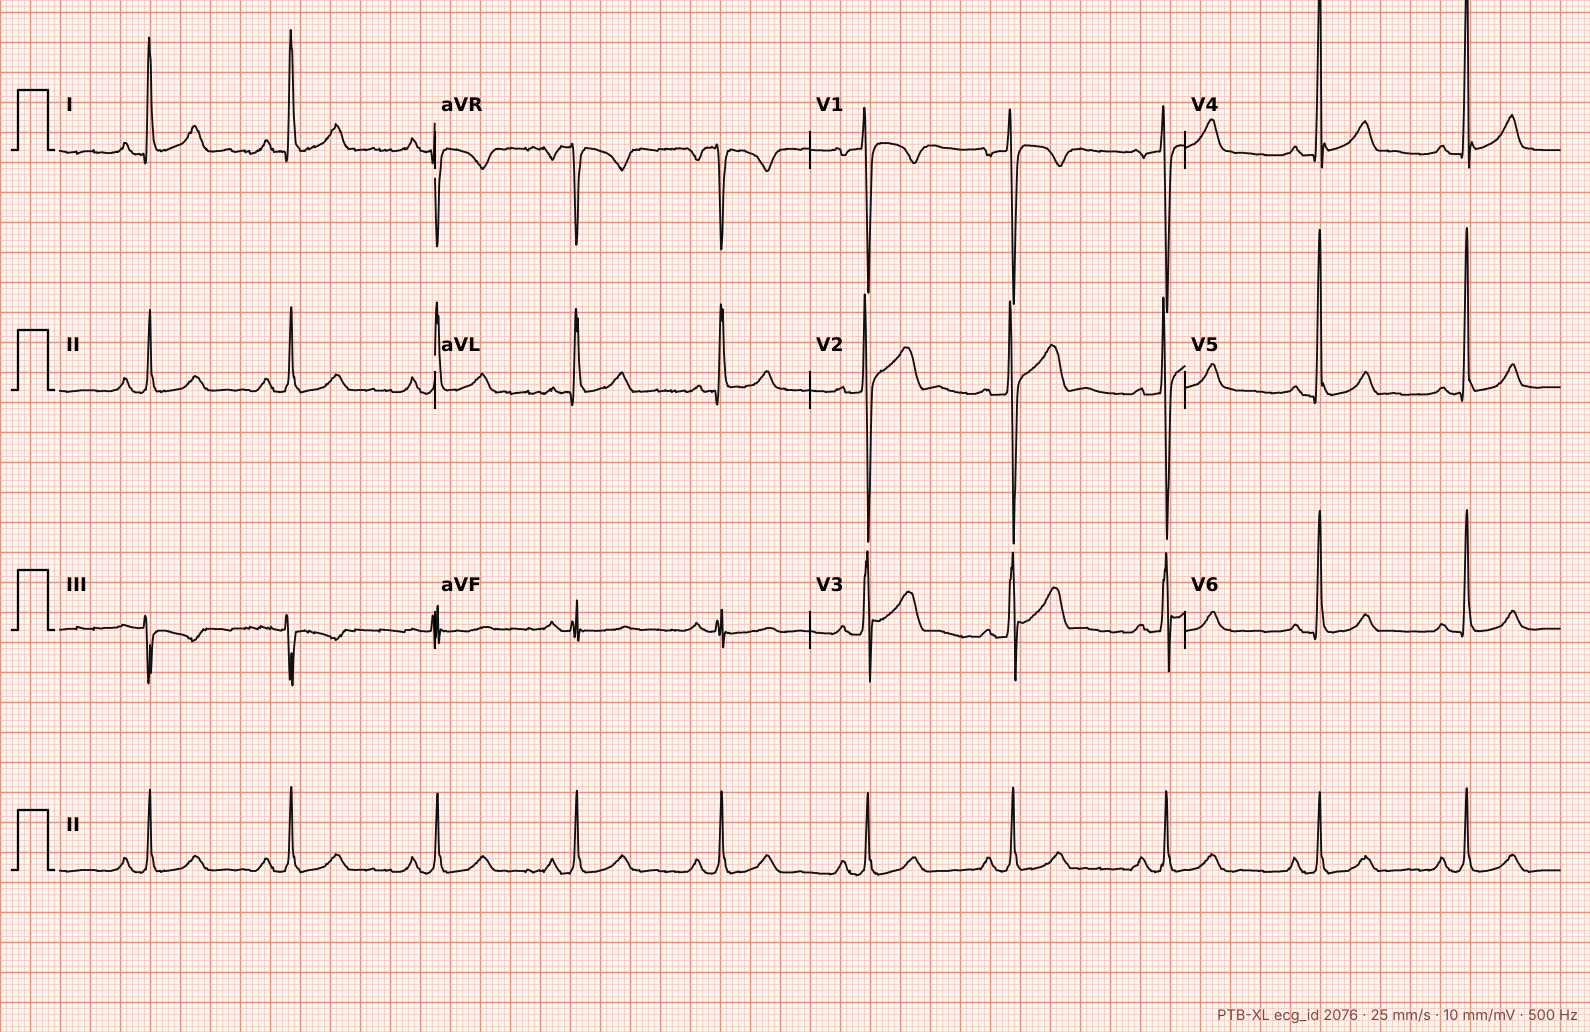 I aVR V1 V4
II aVL V2 V5
III aVF V3 V6
II
PTB-XL ecg_id 2076 · 25 mm/s · 10 mm/mV · 500 Hz